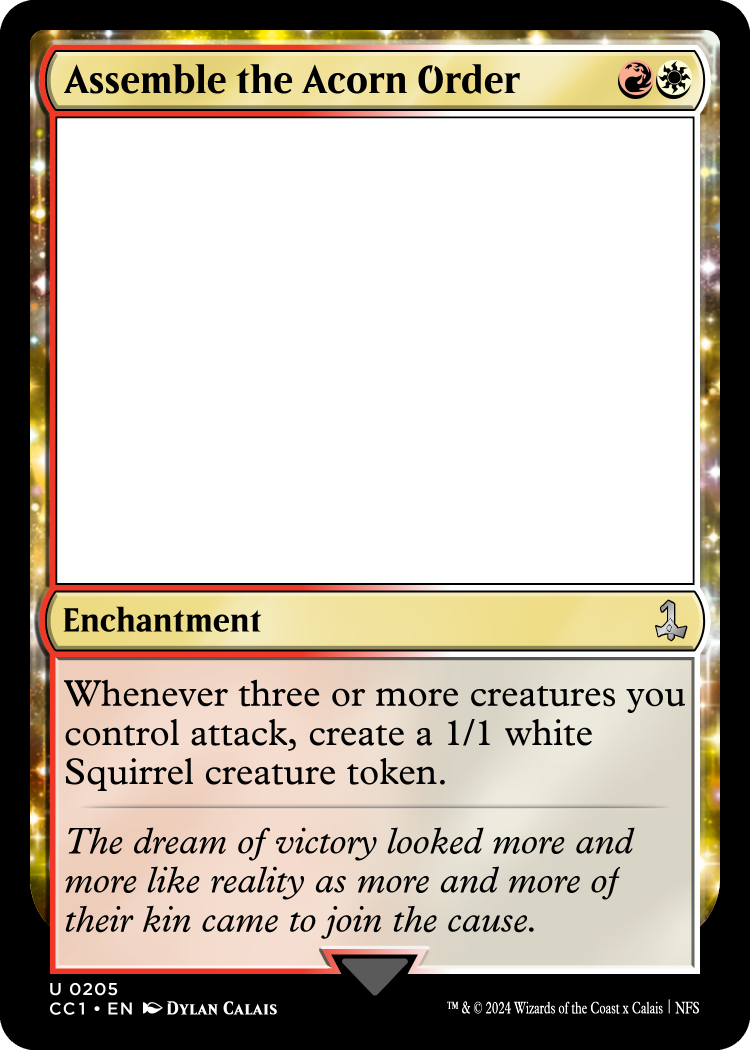 Assemble the Acorn Order
Enchantment
Whenever three or more creatures you
control attack, create a 1/1 white
Squirrel creature token.
The dream of victory looked more and
more like reality as more and more of
their kin came to join the cause.
U 0205
CC1 • EN Dylan Calais
™ & © 2024 Wizards of the Coast x Calais | NFS